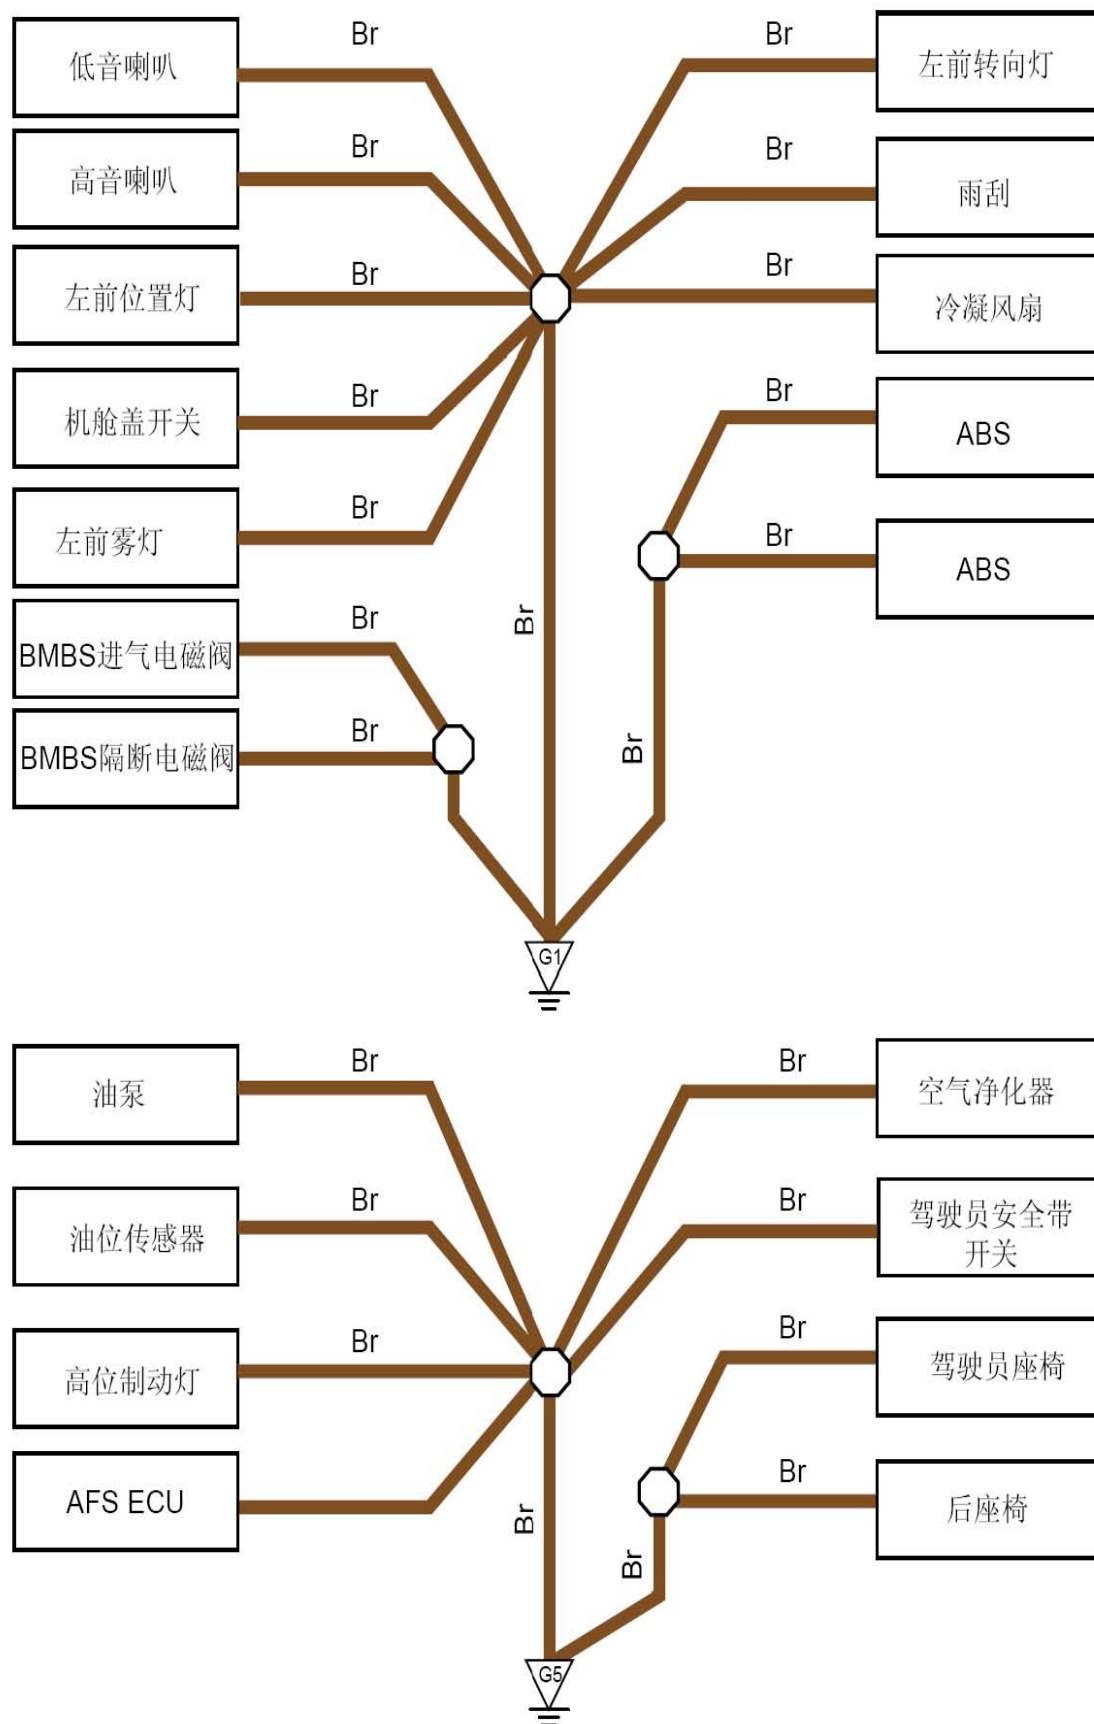 低音喇叭
Br
Br
左前转向灯
高音喇叭
Br
Br
雨刮
左前位置灯
Br
Br
冷凝风扇
机舱盖开关
Br
Br
ABS
左前雾灯
Br
Br
ABS
BMBS进气电磁阀
Br
Br
BMBS隔断电磁阀
Br
Br
G1
油泵
Br
Br
空气净化器
油位传感器
Br
Br
驾驶员安全带
开关
高位制动灯
Br
Br
驾驶员座椅
AFS ECU
Br
Br
后座椅
Br
G5